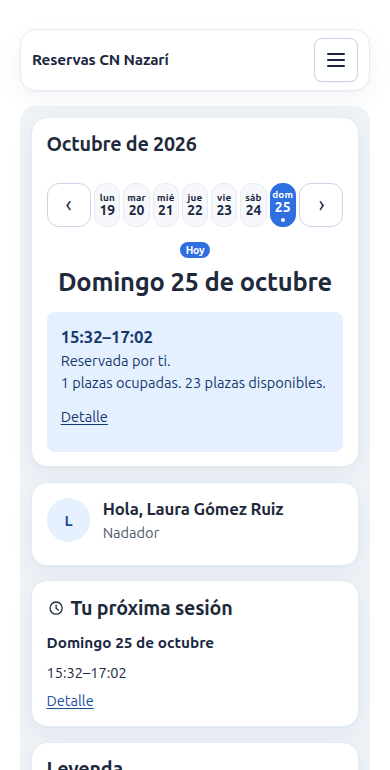 Reservas CN Nazarí
Octubre de 2026
‹
lun
19
mar
20
mié
21
jue
22
vie
23
sáb
24
dom
25
›
Hoy
Domingo 25 de octubre
15:32–17:02
Reservada por ti.
1 plazas ocupadas. 23 plazas disponibles.
Detalle
L
Hola, Laura Gómez Ruiz
Nadador
Tu próxima sesión
Domingo 25 de octubre
15:32–17:02
Detalle
Leyenda